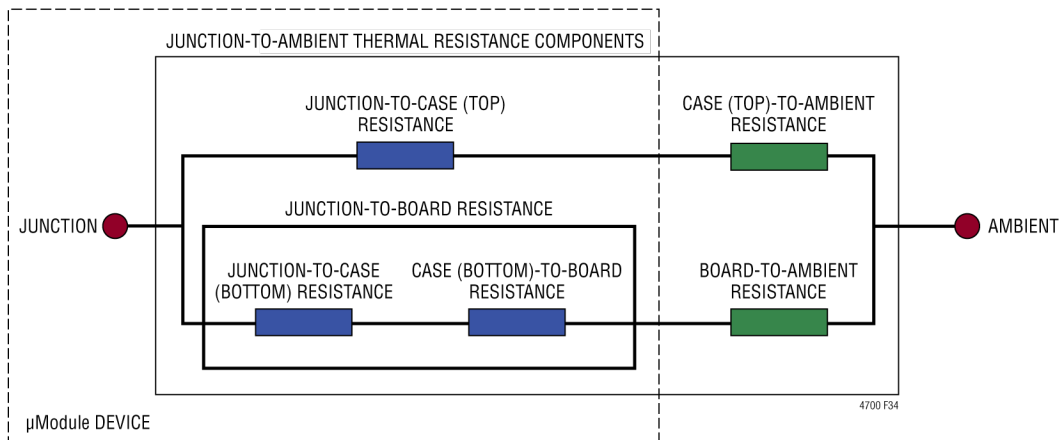 JUNCTION-TO-AMBIENT THERMAL RESISTANCE COMPONENTS
JUNCTION-TO-CASE (TOP)
RESISTANCE
CASE (TOP)-TO-AMBIENT
RESISTANCE
JUNCTION
JUNCTION-TO-BOARD RESISTANCE
AMBIENT
JUNCTION-TO-CASE
(BOTTOM) RESISTANCE
CASE (BOTTOM)-TO-BOARD
RESISTANCE
BOARD-TO-AMBIENT
RESISTANCE
4700 F34
µModule DEVICE